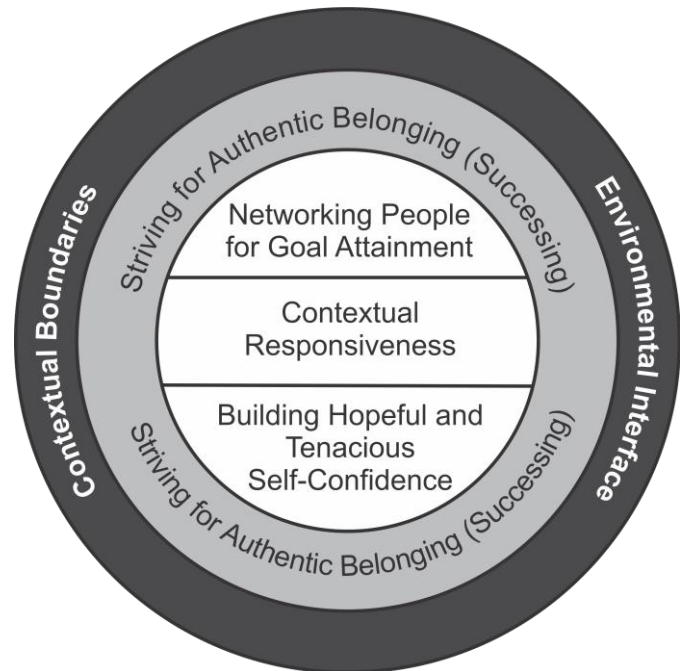 Striving for Authentic Belonging (Successing)
Contextual Boundaries
Environmental Interface
Networking People
for Goal Attainment
Contextual
Responsiveness
Building Hopeful and
Tenacious
Self-Confidence
Striving for Authentic Belonging (Successing)